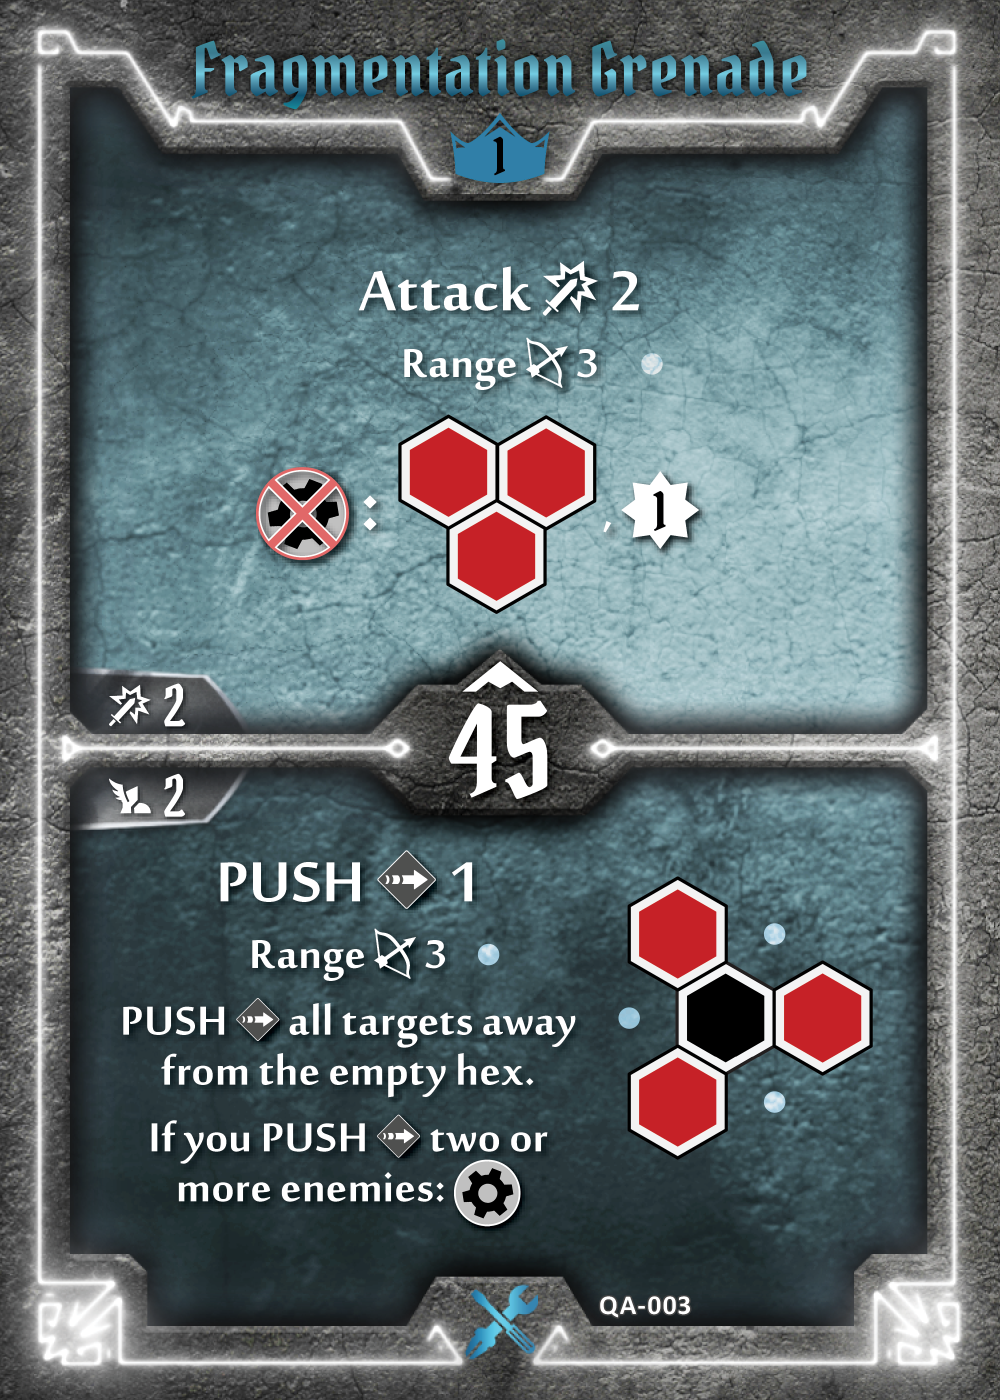 Fragmentation Grenade
1
Attack 2
Range 3
: , 1
2
45
2
PUSH 1
Range 3
PUSH all targets away
from the empty hex.
If you PUSH two or
more enemies:
QA-003